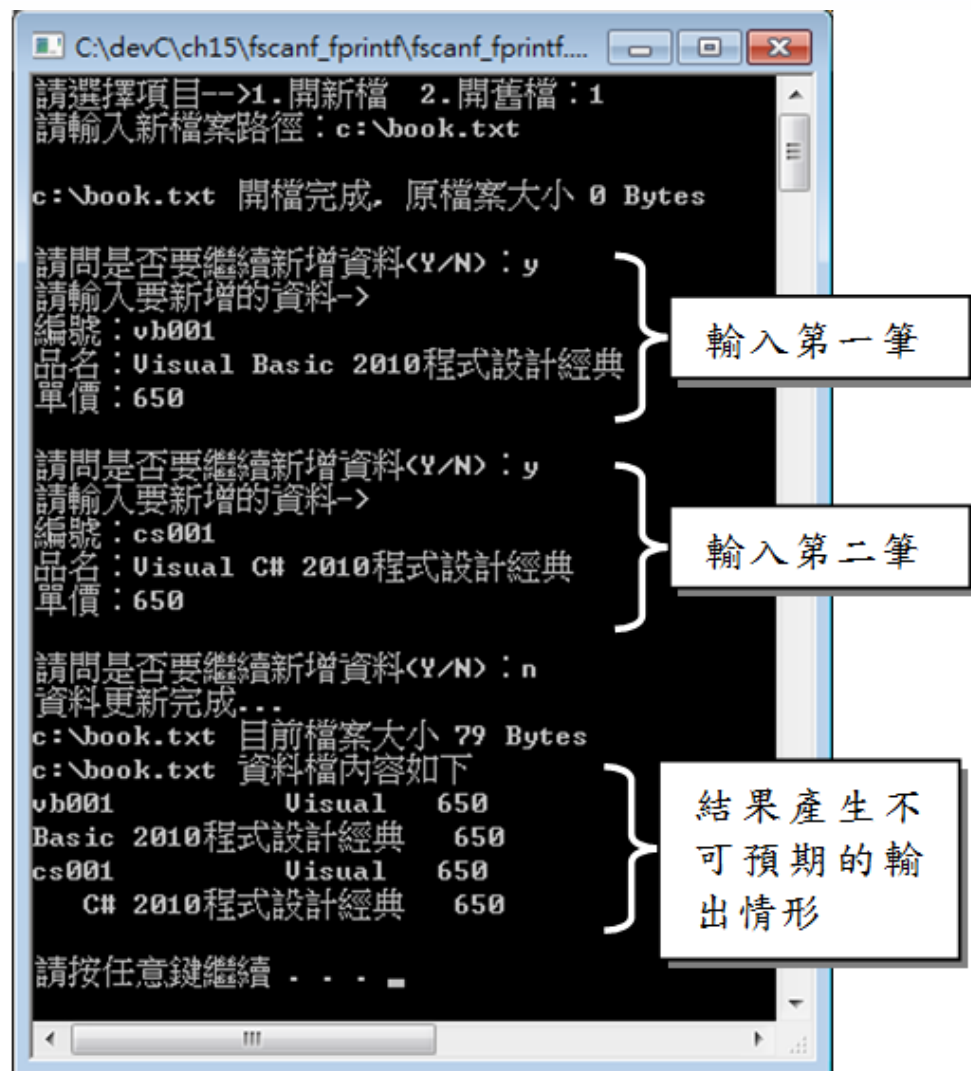 C:\devC\ch15\fscanf_fprintf\fscanf_fprintf....
請選擇項目-->1.開新檔 2.開舊檔：1
請輸入新檔案路徑：c:\book.txt
c:\book.txt 開檔完成, 原檔案大小 0 Bytes
請問是否要繼續新增資料(Y/N)：y
請輸入要新增的資料->
編號：vb001
品名：Visual Basic 2010程式設計經典
單價：650
輸入第一筆
請問是否要繼續新增資料(Y/N)：y
請輸入要新增的資料->
編號：cs001
品名：Visual C# 2010程式設計經典
單價：650
輸入第二筆
請問是否要繼續新增資料(Y/N)：n
資料更新完成...
c:\book.txt 目前檔案大小 79 Bytes
c:\book.txt 資料檔內容如下
vb001 Visual 650
Basic 2010程式設計經典 650
cs001 Visual 650
C# 2010程式設計經典 650
結果產生不
可預期的輸
出情形
請按任意鍵繼續 . . .